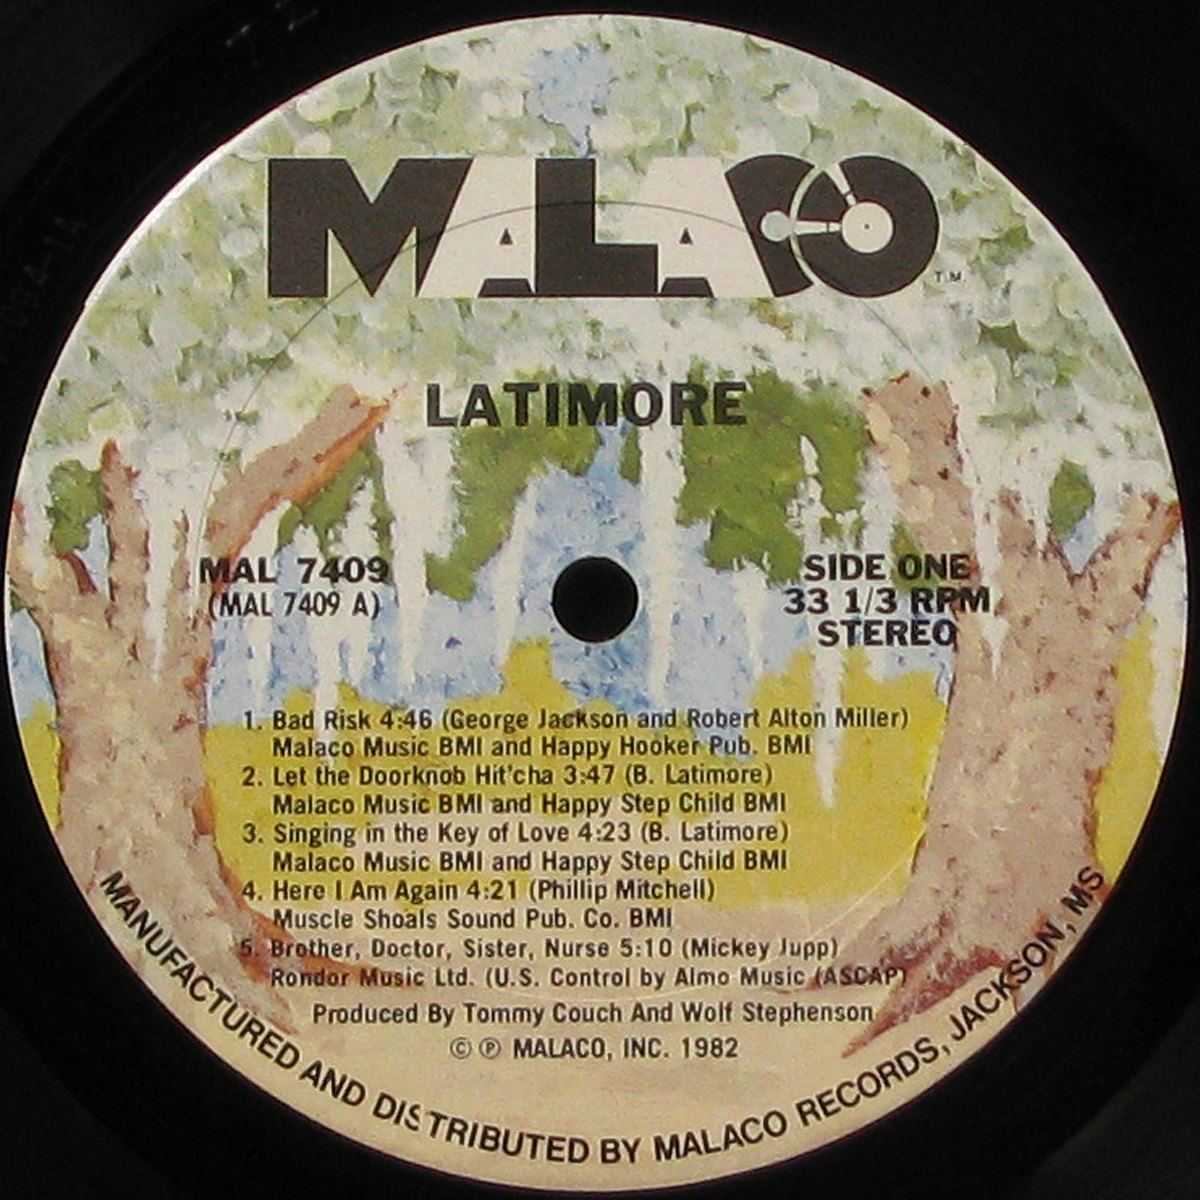 MALACO
T.M.
LATIMORE
MAL 7409
(MAL 7409 A)
SIDE ONE
33 1/3 RPM
STEREO
1. Bad Risk 4:46 (George Jackson and Robert Alton Miller)
Malaco Music BMI and Happy Hooker Pub. BMI
2. Let the Doorknob Hit'cha 3:47 (B. Latimore)
Malaco Music BMI and Happy Step Child BMI
3. Singing in the Key of Love 4:23 (B. Latimore)
Malaco Music BMI and Happy Step Child BMI
4. Here I Am Again 4:21 (Phillip Mitchell)
Muscle Shoals Sound Pub. Co. BMI
5. Brother, Doctor, Sister, Nurse 5:10 (Mickey Jupp)
Rondor Music Ltd. (U.S. Control by Almo Music (ASCAP)
Produced By Tommy Couch And Wolf Stephenson
© ℗ MALACO, INC. 1982
MANUFACTURED AND DISTRIBUTED BY MALACO RECORDS, JACKSON, MS